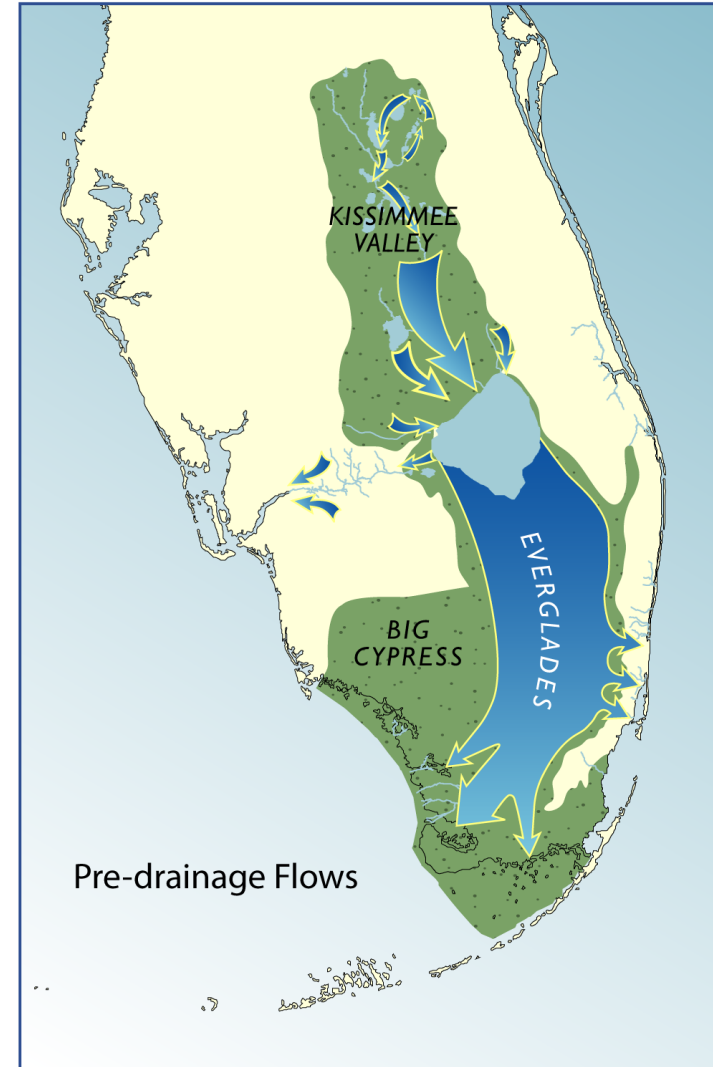 KISSIMMEE
VALLEY
EVERGLADES
BIG
CYPRESS
Pre-drainage Flows